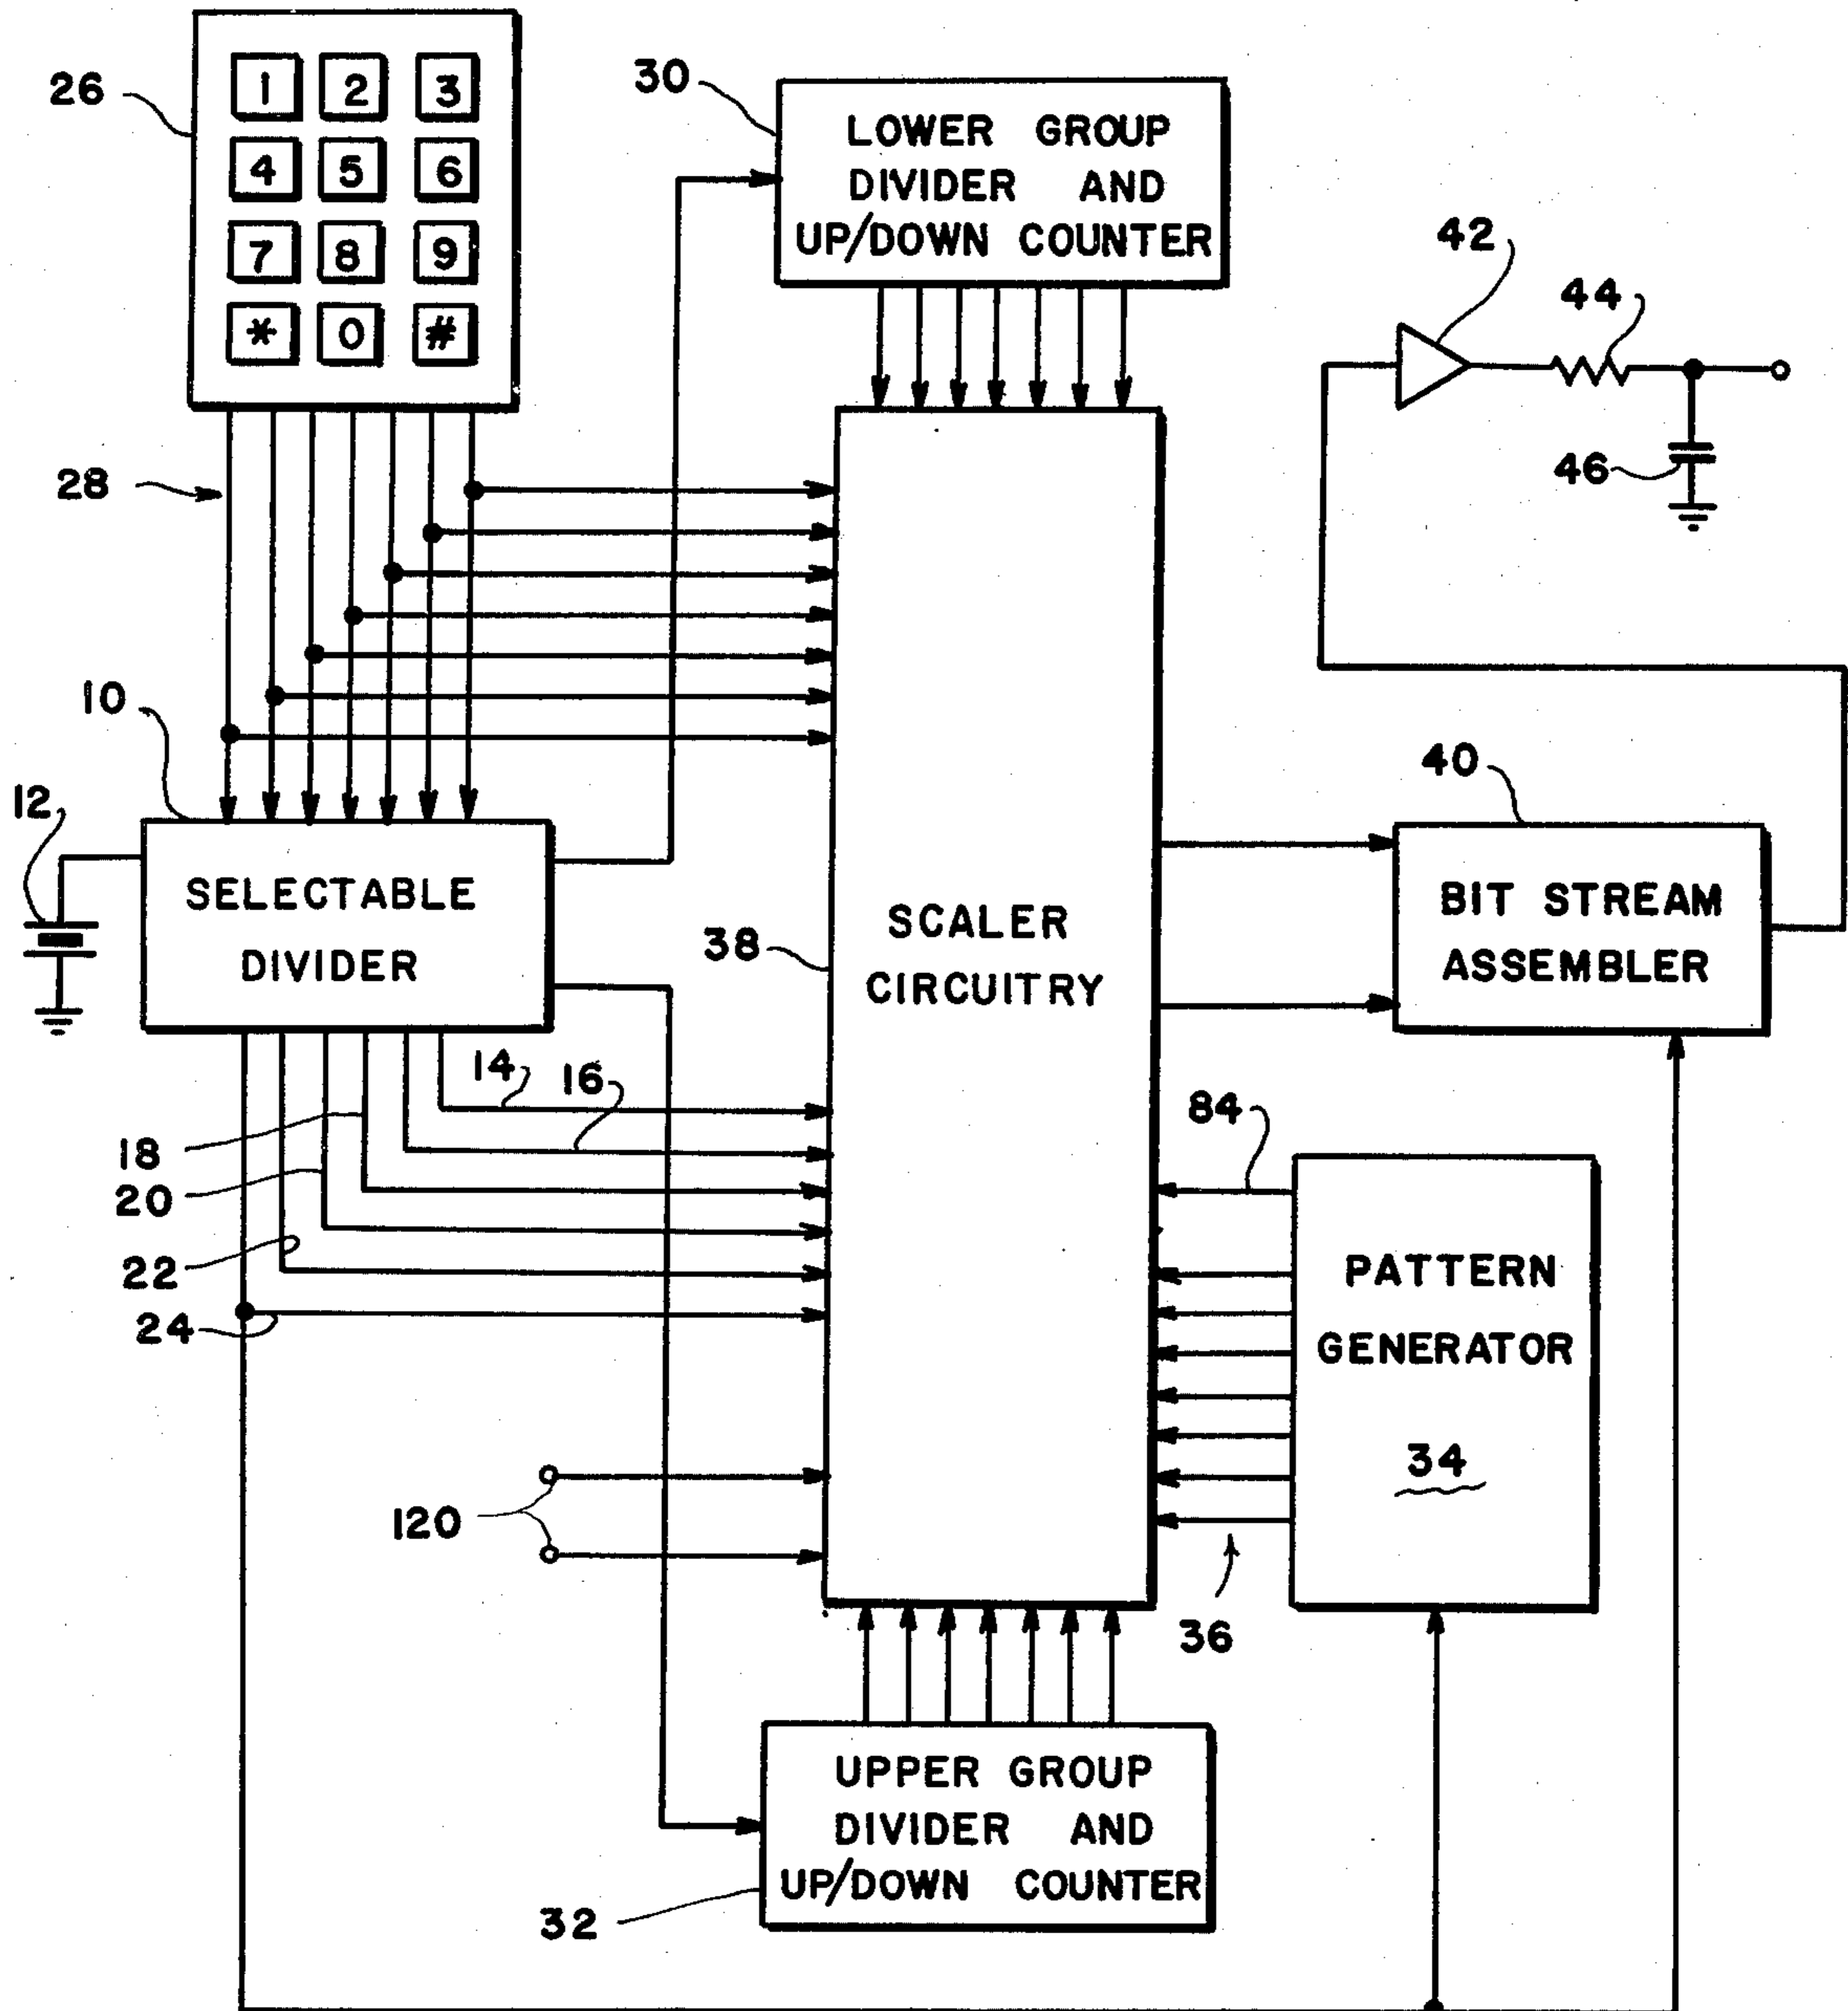 26
1 2 3
4 5 6
7 8 9
* 0 #
28
30
LOWER GROUP
DIVIDER AND
UP/DOWN COUNTER
42
44
46
10
12
SELECTABLE
DIVIDER
14
16
18
20
22
24
38
SCALER
CIRCUITRY
40
BIT STREAM
ASSEMBLER
84
PATTERN
GENERATOR
34
36
120
UPPER GROUP
DIVIDER AND
UP/DOWN COUNTER
32